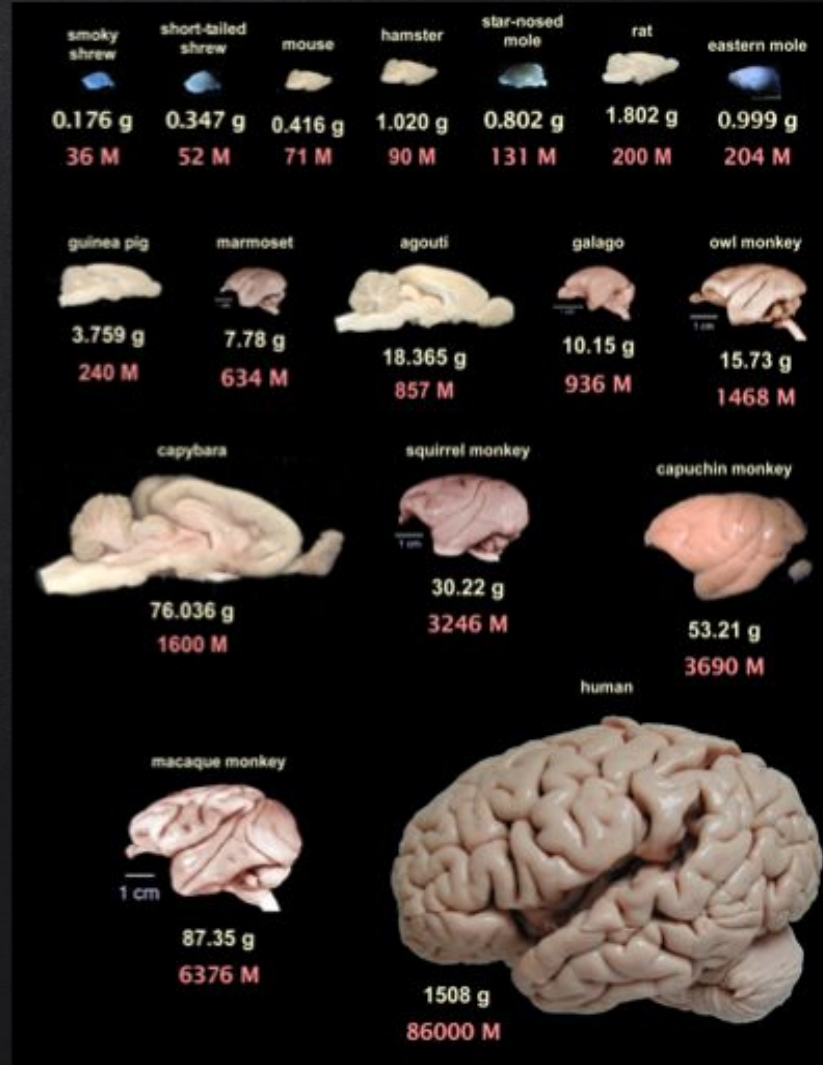 smoky
shrew
0.176 g
36 M
short-tailed
shrew
0.347 g
52 M
mouse
0.416 g
71 M
hamster
1.020 g
90 M
star-nosed
mole
0.802 g
131 M
rat
1.802 g
200 M
eastern mole
0.999 g
204 M
guinea pig
3.759 g
240 M
marmoset
7.78 g
634 M
agouti
18.365 g
857 M
galago
10.15 g
936 M
owl monkey
1 cm
15.73 g
1468 M
capybara
76.036 g
1600 M
squirrel monkey
1 cm
30.22 g
3246 M
capuchin monkey
53.21 g
3690 M
macaque monkey
1 cm
87.35 g
6376 M
human
1508 g
86000 M